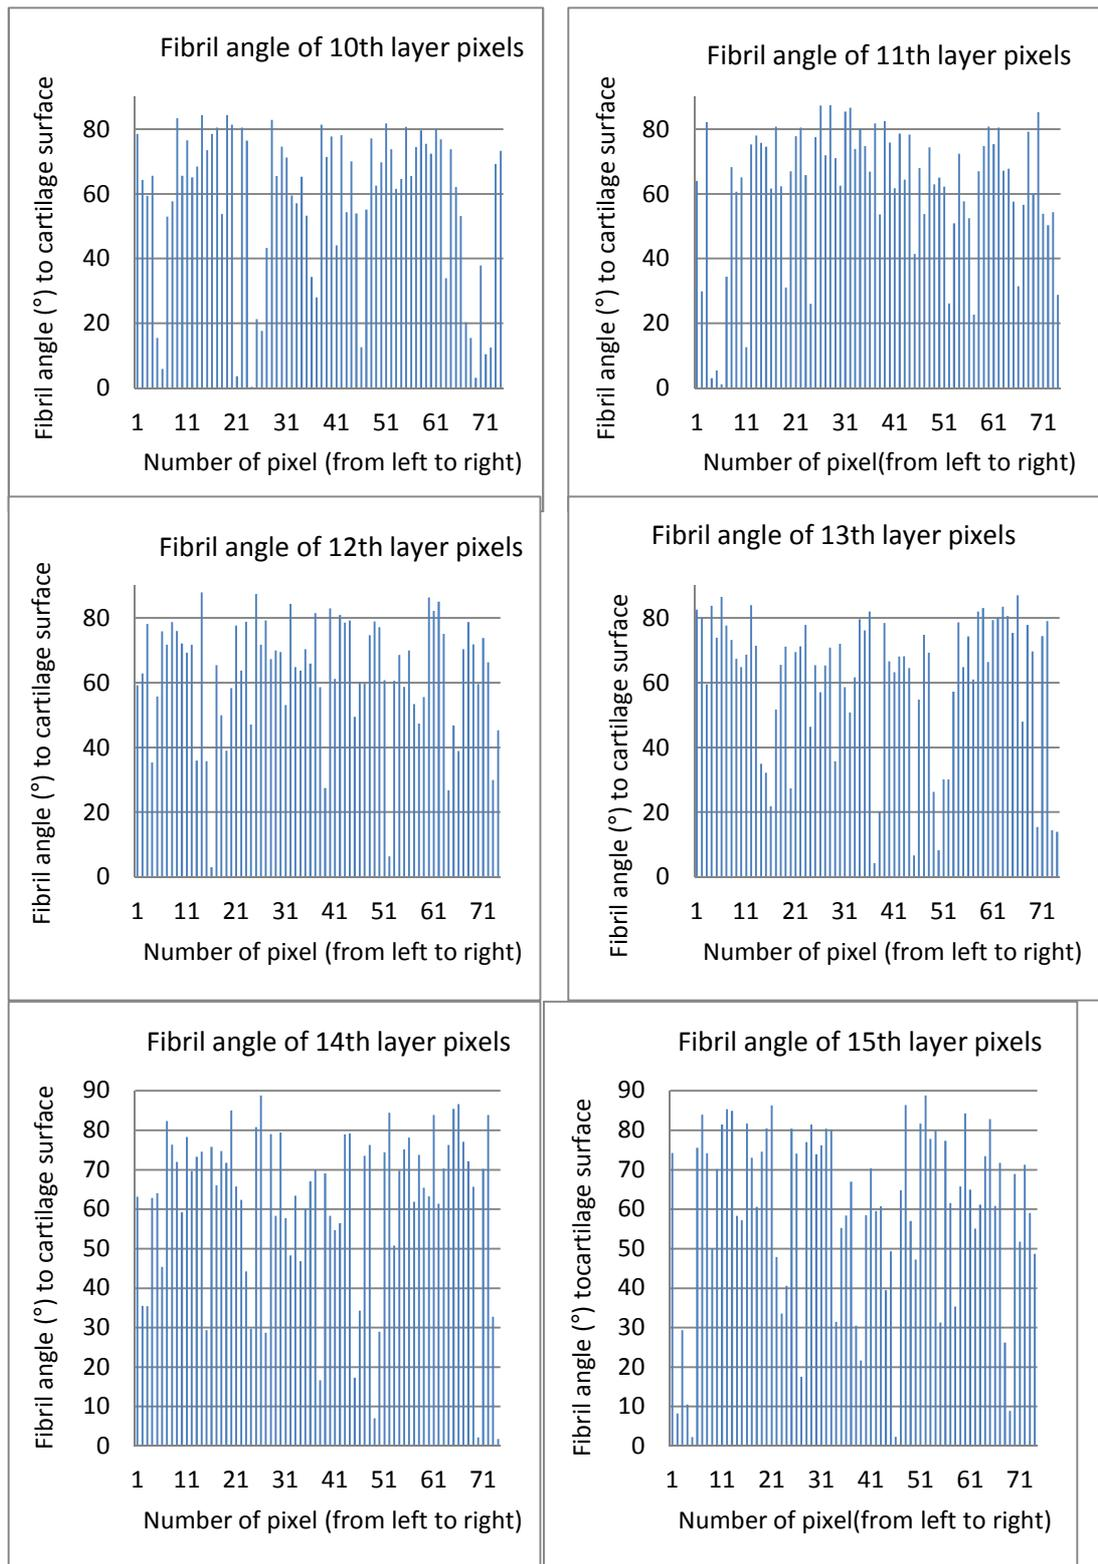 Fibril angle of 10th layer pixels
Fibril angle (°) to cartilage surface
80
60
40
20
0
1 11 21 31 41 51 61 71
Number of pixel (from left to right)
Fibril angle of 11th layer pixels
Fibril angle (°) to cartilage surface
80
60
40
20
0
1 11 21 31 41 51 61 71
Number of pixel(from left to right)
Fibril angle of 12th layer pixels
Fibril angle (°) to cartilage surface
80
60
40
20
0
1 11 21 31 41 51 61 71
Number of pixel (from left to right)
Fibril angle of 13th layer pixels
Fibril angle (°) to cartilage surface
80
60
40
20
0
1 11 21 31 41 51 61 71
Number of pixel (from left to right)
Fibril angle of 14th layer pixels
Fibril angle (°) to cartilage surface
90
80
70
60
50
40
30
20
10
0
1 11 21 31 41 51 61 71
Number of pixel (from left to right)
Fibril angle of 15th layer pixels
Fibril angle (°) tocartilage surface
90
80
70
60
50
40
30
20
10
0
1 11 21 31 41 51 61 71
Number of pixel(from left to right)